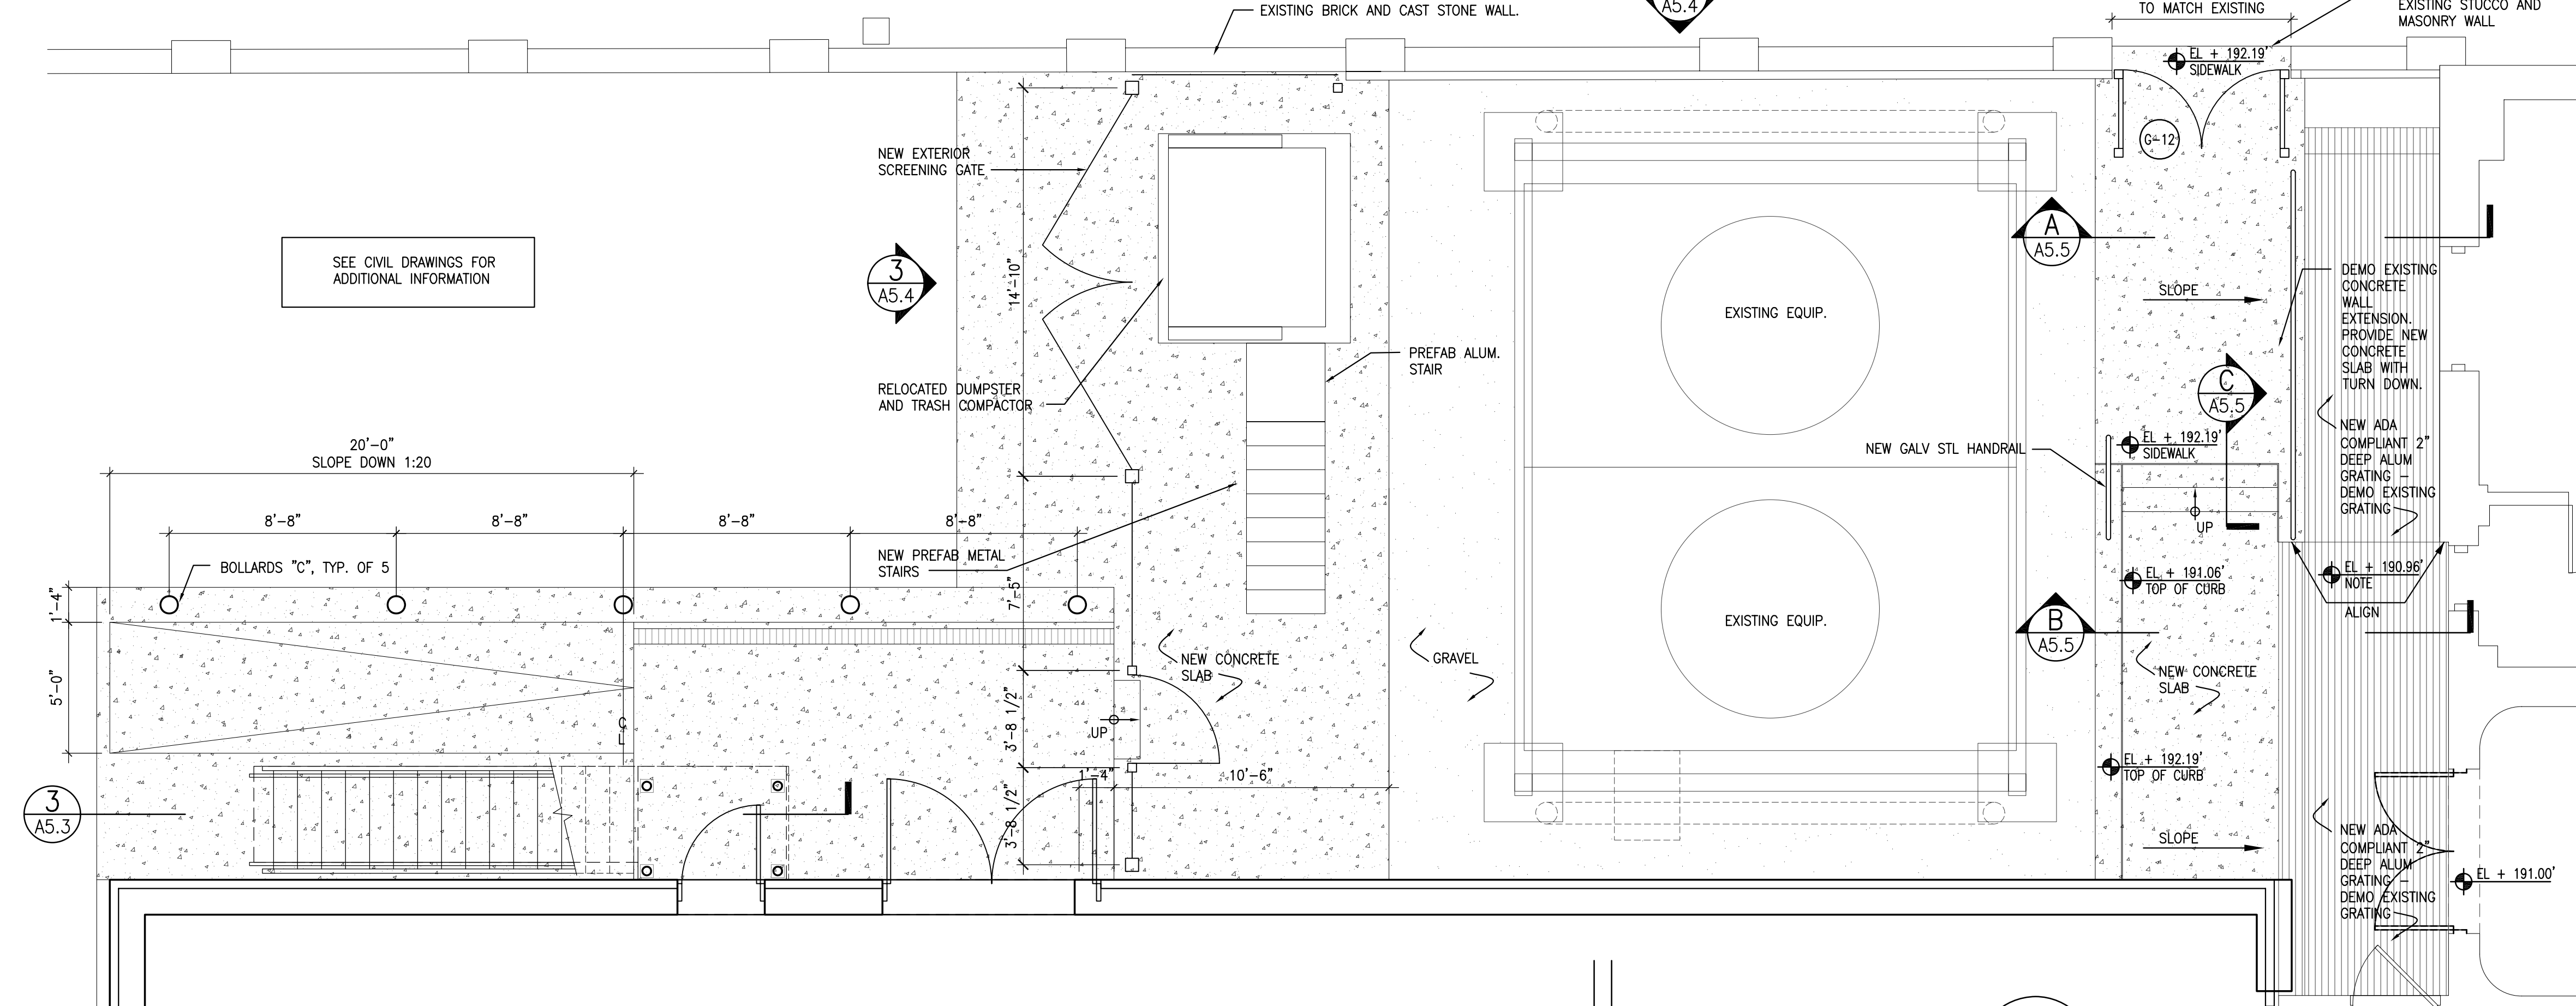 EXISTING BRICK AND CAST STONE WALL.
A5.4
TO MATCH EXISTING
EXISTING STUCCO AND
MASONRY WALL
EL + 192.19'
SIDEWALK
G-12
NEW EXTERIOR
SCREENING GATE
SEE CIVIL DRAWINGS FOR
ADDITIONAL INFORMATION
3
A5.4
14'-10"
A
A5.5
EXISTING EQUIP.
SLOPE
DEMO EXISTING
CONCRETE
WALL
EXTENSION.
PROVIDE NEW
CONCRETE
SLAB WITH
TURN DOWN.
PREFAB ALUM.
STAIR
RELOCATED DUMPSTER
AND TRASH COMPACTOR
C
A5.5
NEW ADA
COMPLIANT 2"
DEEP ALUM
GRATING –
DEMO EXISTING
GRATING
20'-0"
SLOPE DOWN 1:20
NEW GALV STL HANDRAIL
EL + 192.19'
SIDEWALK
8'-8"
8'-8"
8'-8"
8'-8"
UP
NEW PREFAB METAL
STAIRS
BOLLARDS "C", TYP. OF 5
EL + 191.06'
TOP OF CURB
EL + 190.96'
NOTE
ALIGN
1'-4"
7'-5"
B
A5.5
EXISTING EQUIP.
NEW CONCRETE
SLAB
GRAVEL
NEW CONCRETE
SLAB
5'-0"
C
L
3'-8 1/2"
UP
EL + 192.19'
TOP OF CURB
1'-4"
10'-6"
3
A5.3
3'-8 1/2"
SLOPE
NEW ADA
COMPLIANT 2"
DEEP ALUM
GRATING –
DEMO EXISTING
GRATING
EL + 191.00'